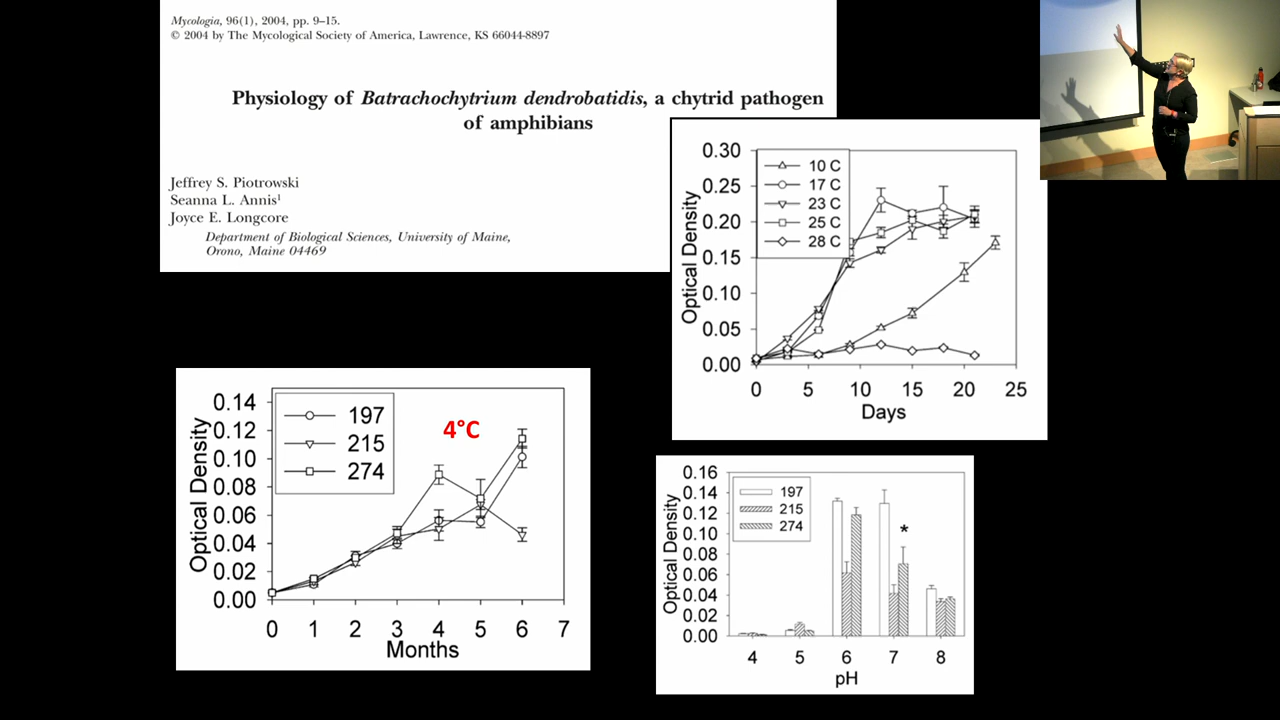 Mycologia, 96(1), 2004, pp. 9–15.
© 2004 by The Mycological Society of America, Lawrence, KS 66044-8897
Physiology of Batrachochytrium dendrobatidis, a chytrid pathogen
of amphibians
Jeffrey S. Piotrowski
Seanna L. Annis¹
Joyce E. Longcore
Department of Biological Sciences, University of Maine,
Orono, Maine 04469
0.30
0.25
0.20
0.15
0.10
0.05
0.00
Optical Density
10 C
17 C
23 C
25 C
28 C
0 5 10 15 20 25
Days
0.14
0.12
0.10
0.08
0.06
0.04
0.02
0.00
Optical Density
197
215
274
4°C
0 1 2 3 4 5 6 7
Months
0.16
0.14
0.12
0.10
0.08
0.06
0.04
0.02
0.00
Optical Density
197
215
274
*
4 5 6 7 8
pH